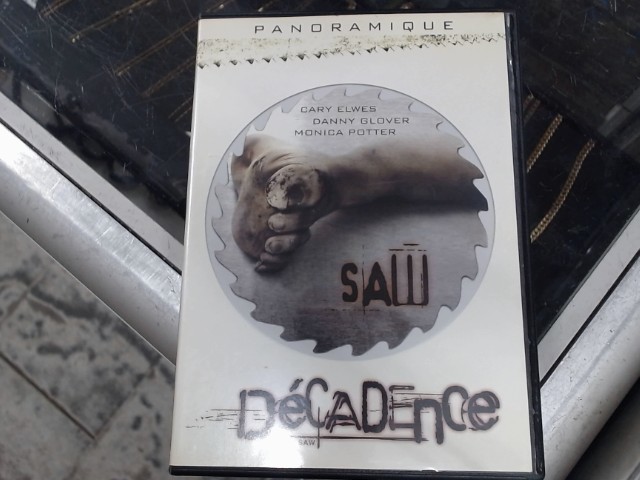 PANORAMIQUE
CARY ELWES
DANNY GLOVER
MONICA POTTER
SAW
DéCADEnce
SAW